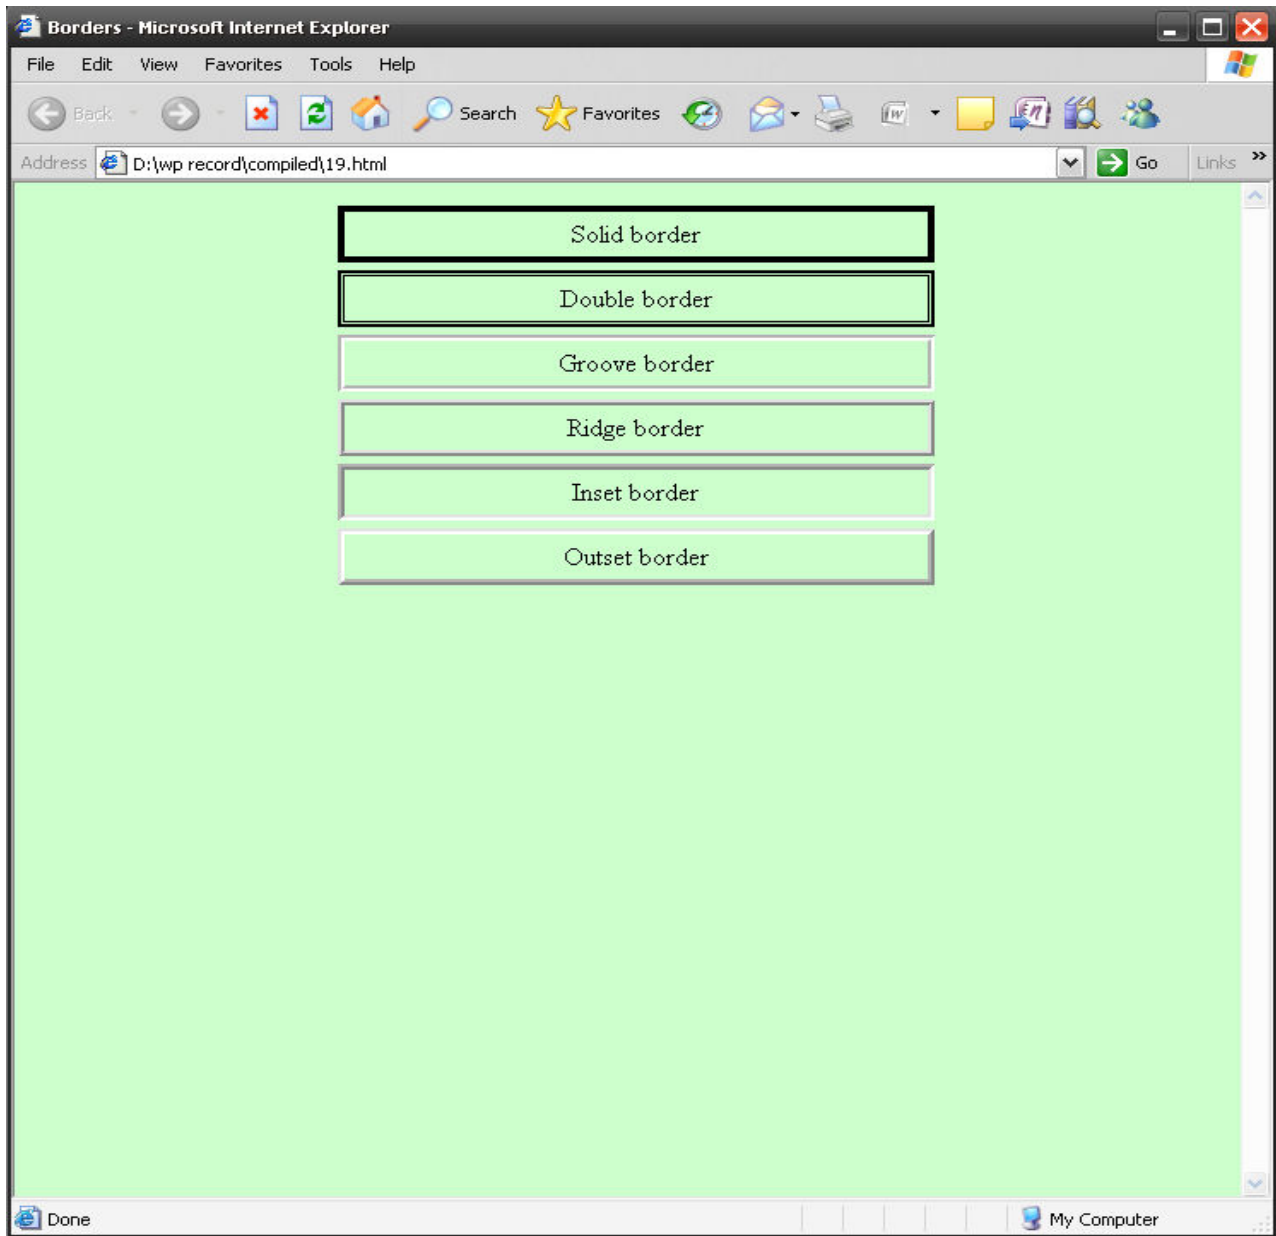 Borders - Microsoft Internet Explorer
File Edit View Favorites Tools Help
Back Search Favorites
Address D:\wp record\compiled\19.html Go Links »
Solid border
Double border
Groove border
Ridge border
Inset border
Outset border
Done My Computer